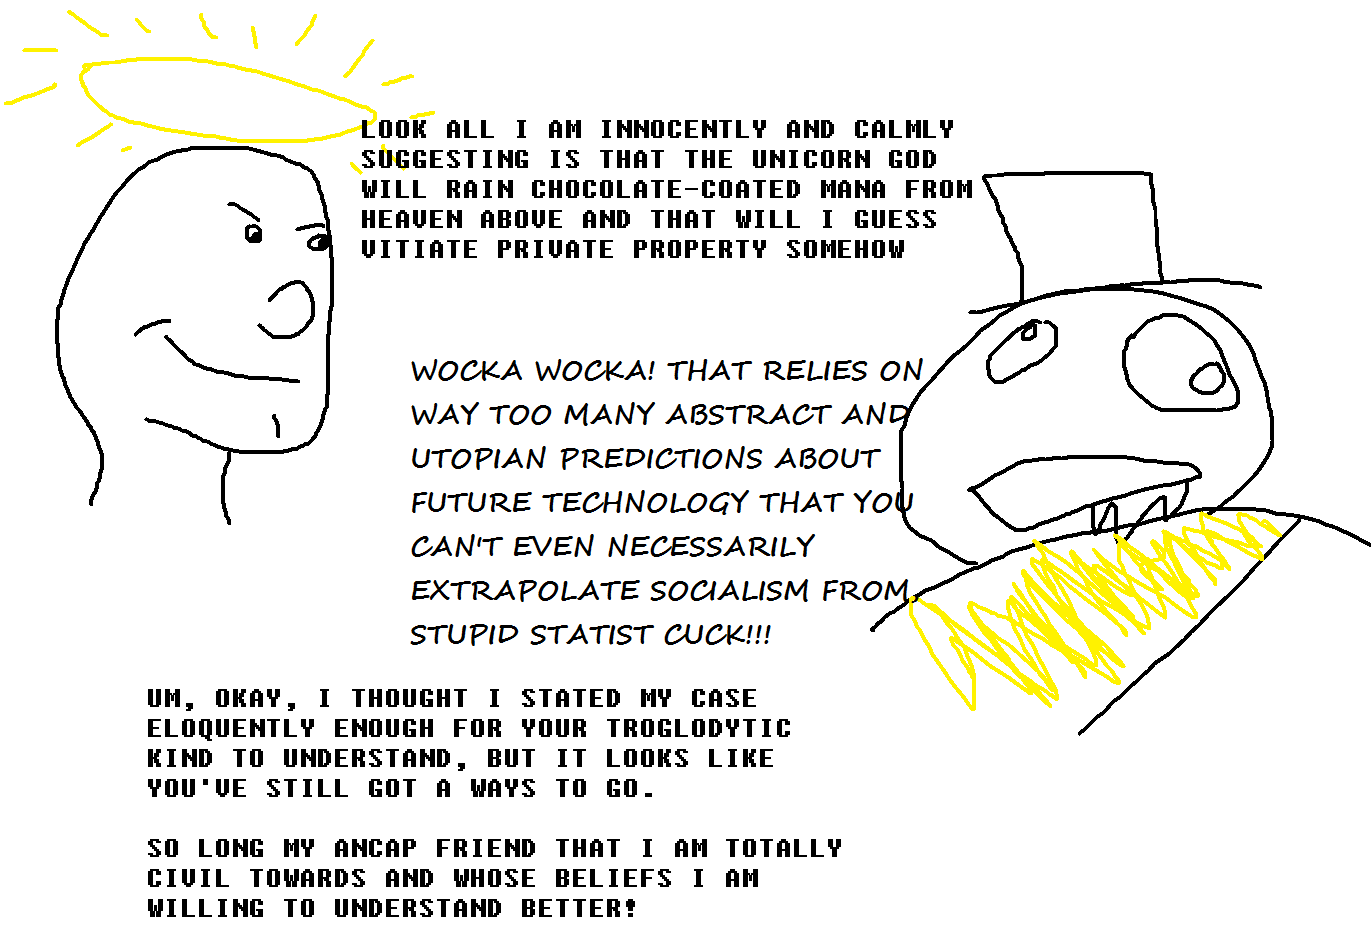 LOOK ALL I AM INNOCENTLY AND CALMLY
SUGGESTING IS THAT THE UNICORN GOD
WILL RAIN CHOCOLATE-COATED MANA FROM
HEAVEN ABOVE AND THAT WILL I GUESS
VITIATE PRIVATE PROPERTY SOMEHOW
WOCKA WOCKA! THAT RELIES ON
WAY TOO MANY ABSTRACT AND
UTOPIAN PREDICTIONS ABOUT
FUTURE TECHNOLOGY THAT YOU
CAN'T EVEN NECESSARILY
EXTRAPOLATE SOCIALISM FROM,
STUPID STATIST CUCK!!!
UM, OKAY, I THOUGHT I STATED MY CASE
ELOQUENTLY ENOUGH FOR YOUR TROGLODYTIC
KIND TO UNDERSTAND, BUT IT LOOKS LIKE
YOU'VE STILL GOT A WAYS TO GO.
SO LONG MY ANCAP FRIEND THAT I AM TOTALLY
CIVIL TOWARDS AND WHOSE BELIEFS I AM
WILLING TO UNDERSTAND BETTER!